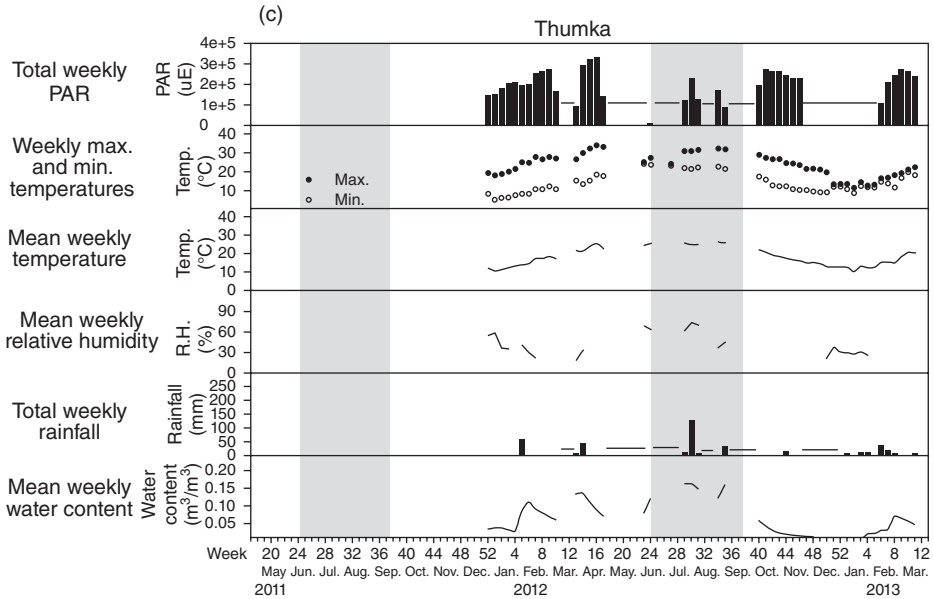 (c)
Thumka
Total weekly
PAR
PAR
(uE)
4e+5
3e+5
2e+5
1e+5
0
Weekly max.
and min.
temperatures
Temp.
(°C)
40
30
20
10
Max.
Min.
Mean weekly
temperature
Temp.
(°C)
40
30
20
10
0
Mean weekly
relative humidity
R.H.
(%)
90
60
30
0
Total weekly
rainfall
Rainfall
(mm)
250
200
150
100
50
0
Mean weekly
water content
Water
content
(m³/m³)
0.20
0.15
0.10
0.05
Week 20 24 28 32 36 40 44 48 52 4 8 12 16 20 24 28 32 36 40 44 48 52 4 8 12
May Jun. Jul. Aug. Sep. Oct. Nov. Dec. Jan. Feb. Mar. Apr. May. Jun. Jul. Aug. Sep. Oct. Nov. Dec. Jan. Feb. Mar.
2011 2012 2013